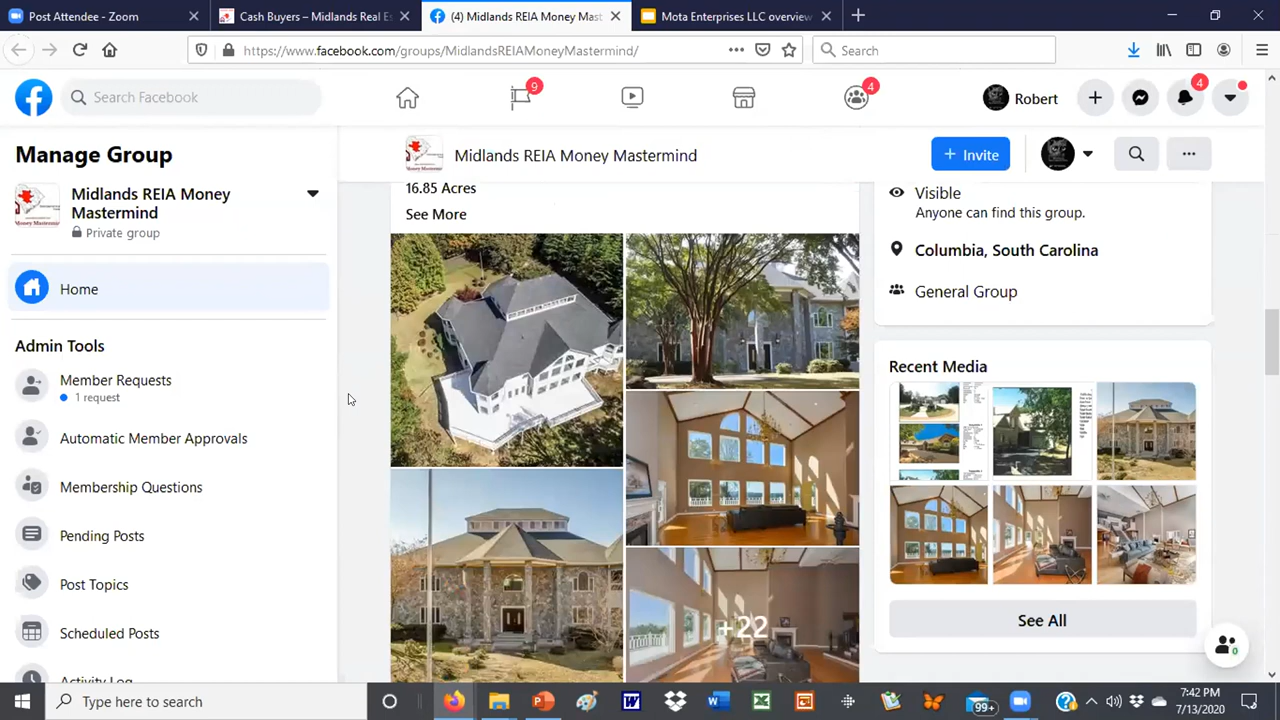 Post Attendee - Zoom
Cash Buyers – Midlands Real Es
(4) Midlands REIA Money Mast
Mota Enterprises LLC overview
https://www.facebook.com/groups/MidlandsREIAMoneyMastermind/
Search
Search Facebook
9
4
Robert
4
Manage Group
Midlands REIA Money Mastermind
Invite
Midlands REIA Money
Mastermind
Private group
Home
Admin Tools
Member Requests
1 request
Automatic Member Approvals
Membership Questions
Pending Posts
Post Topics
Scheduled Posts
Activity Log
16.85 Acres
See More
+22
Visible
Anyone can find this group.
Columbia, South Carolina
General Group
Recent Media
See All
0
Type here to search
99+
7:42 PM
7/13/2020